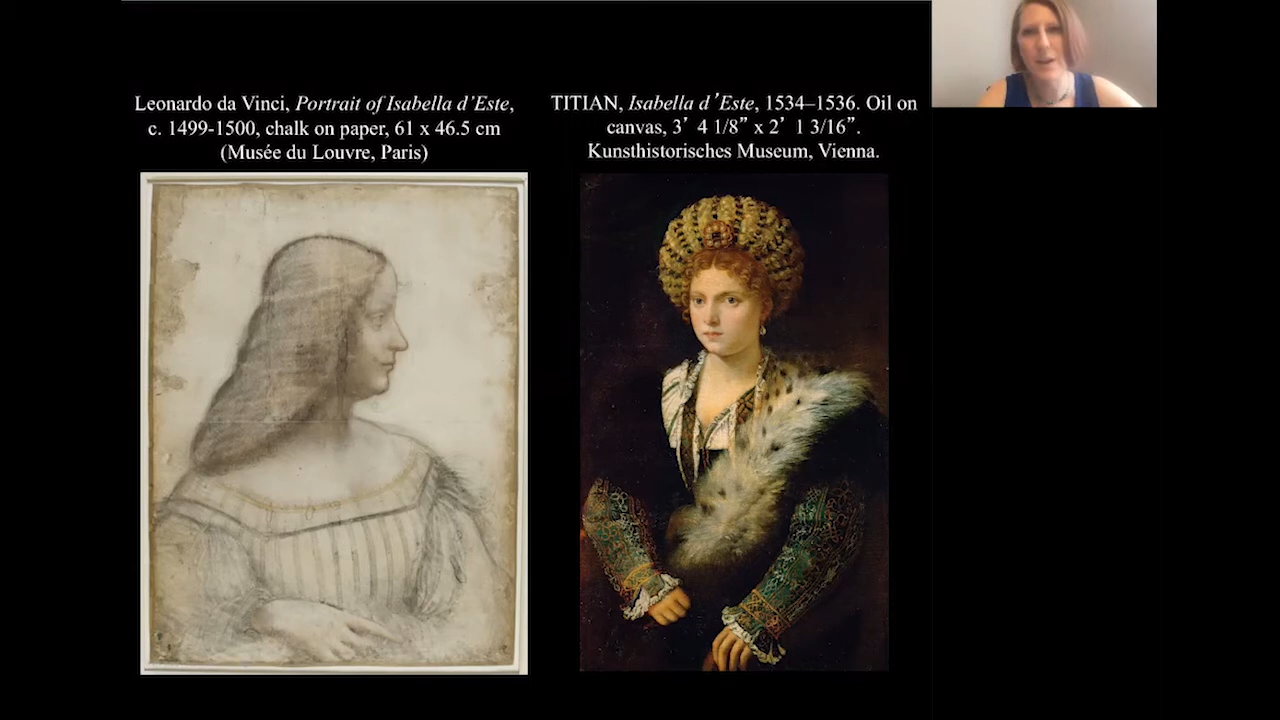 Leonardo da Vinci, Portrait of Isabella d’Este,
c. 1499-1500, chalk on paper, 61 x 46.5 cm
(Musée du Louvre, Paris)
TITIAN, Isabella d’Este, 1534–1536. Oil on
canvas, 3’ 4 1/8” x 2’ 1 3/16”.
Kunsthistorisches Museum, Vienna.